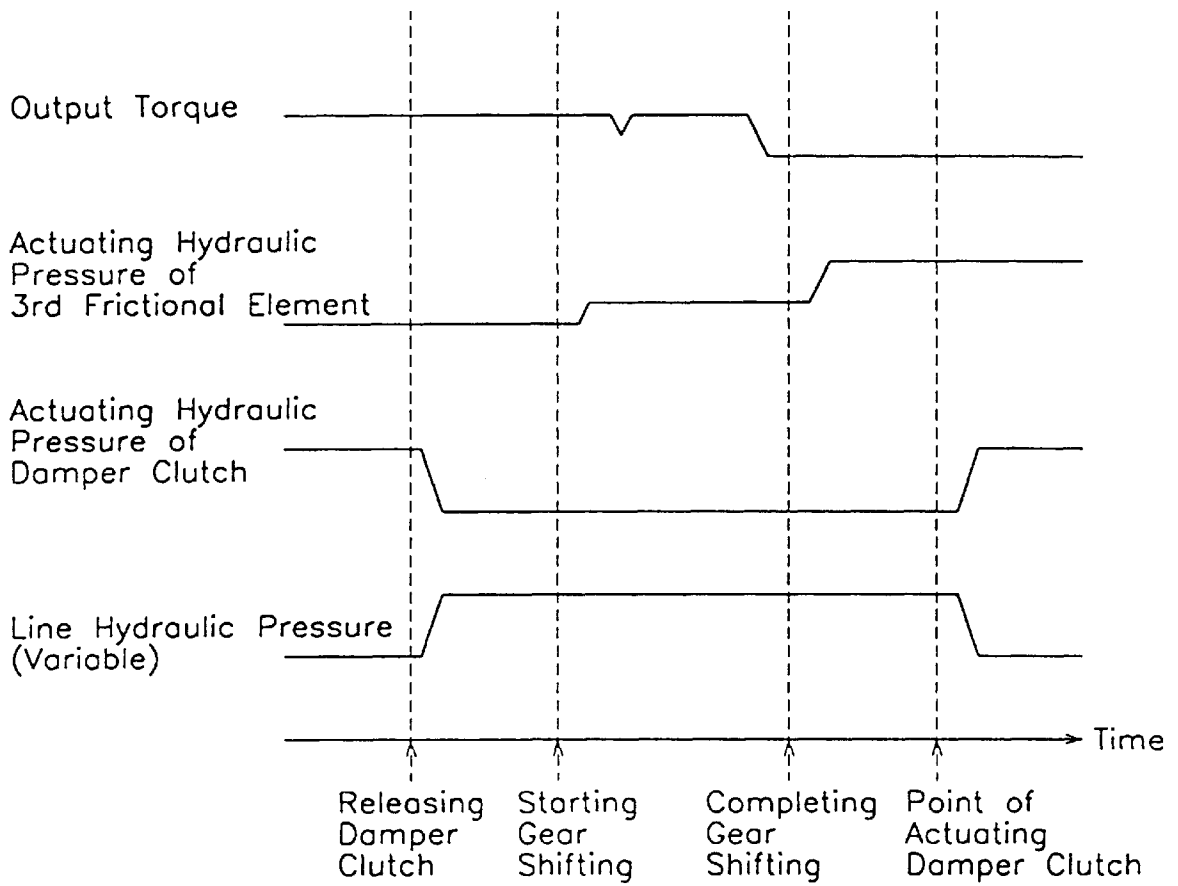 Output Torque
Actuating Hydraulic
Pressure of
3rd Frictional Element
Actuating Hydraulic
Pressure of
Damper Clutch
Line Hydraulic Pressure
(Variable)
Time
Releasing
Damper
Clutch
Starting
Gear
Shifting
Completing
Gear
Shifting
Point of
Actuating
Damper Clutch